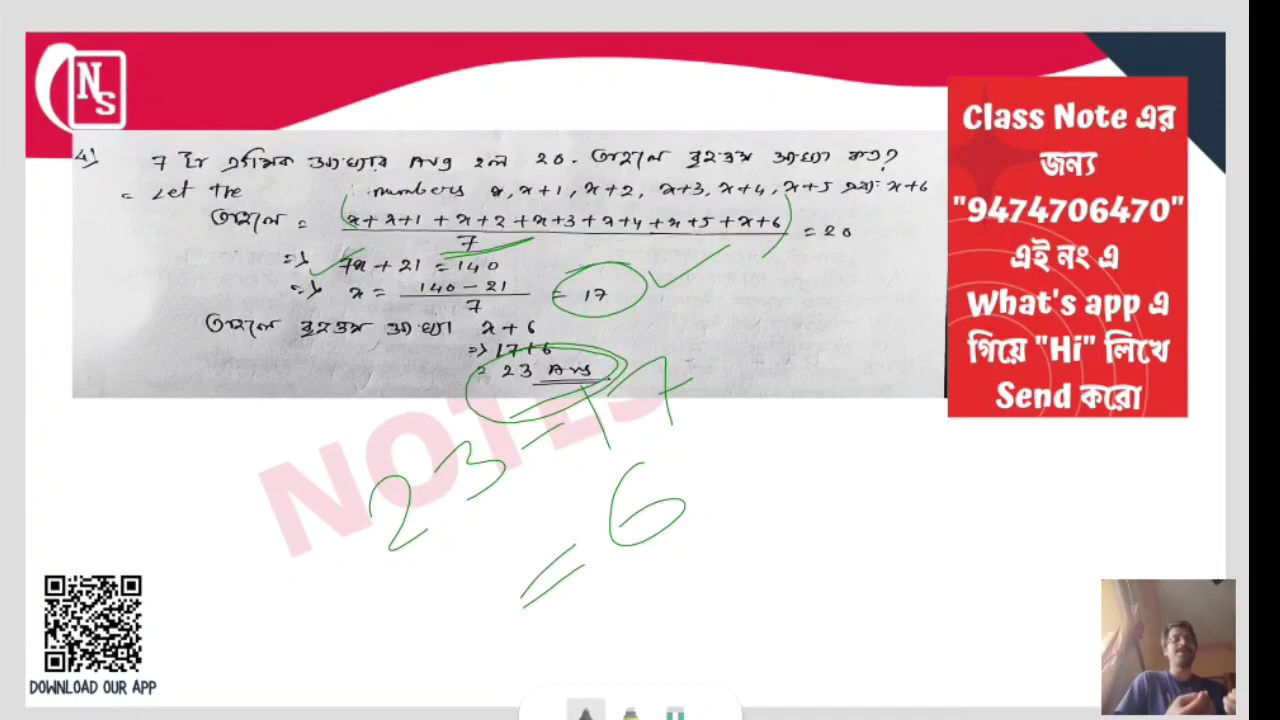 NS
4) 7 টি ক্রমিক সংখ্যার Avg হল 20. তাহলে বৃহত্তম সংখ্যা কত?
= Let the numbers x, x+1, x+2, x+3, x+4, x+5 x+6
তাহলে = x+x+1+x+2+x+3+x+4+x+5+x+6 / 7 = 20
=> 7x + 21 = 140
=> x = 140 - 21 / 7 = 17
তাহলে বৃহত্তম সংখ্যা x+6
=> 17+6
= 23 Ans
23-17
= 6
NOTES
Class Note এর
জন্য
"9474706470"
এই নং এ
What's app এ
গিয়ে "Hi" লিখে
Send করো
DOWNLOAD OUR APP